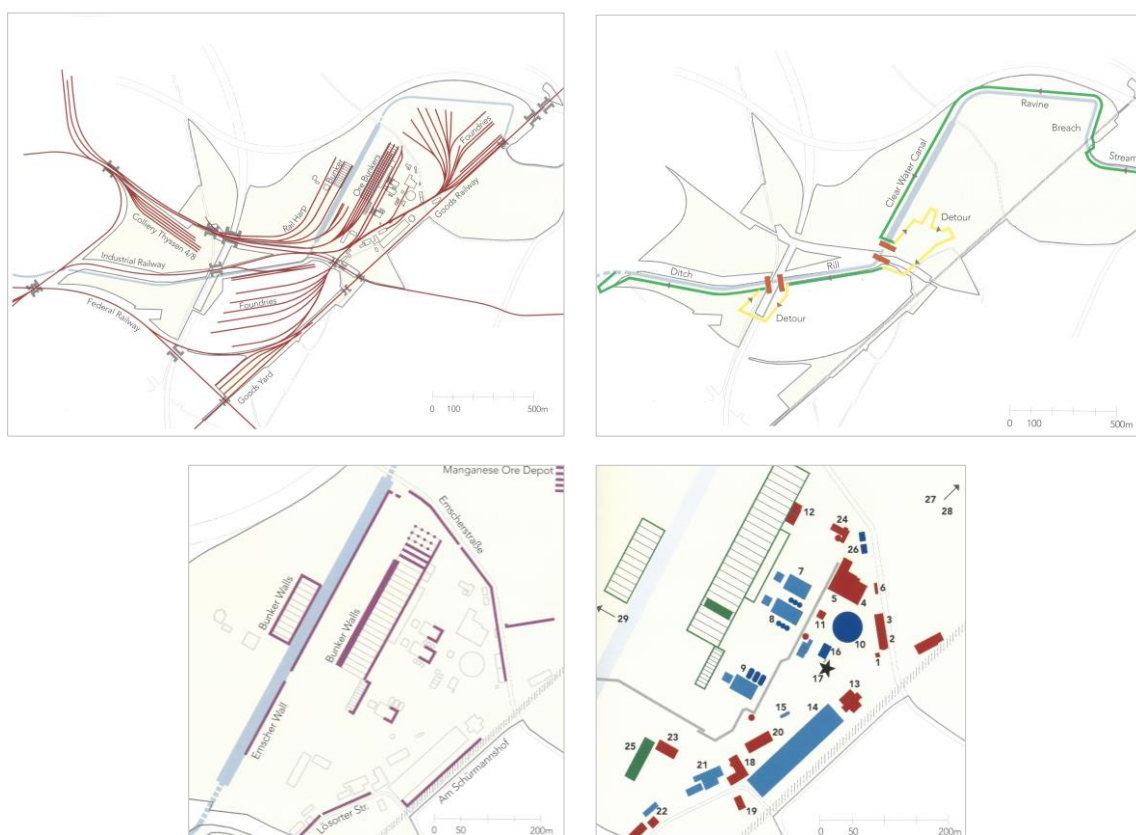 Foundries
Bunker
Ore Bunkers
Rail Harp
Goods Railway
Colliery Thyssen 4/8
Industrial Railway
Foundries
Federal Railway
Goods Yard
0 100 500m
Ravine
Breach
Stream
Clear Water Canal
Detour
Ditch
Rill
Detour
0 100 500m
Manganese Ore Depot
Emscherstraße
Bunker Walls
Bunker Walls
Emscher Wall
Am Schürmannshof
Lösorter Str.
0 50 200m
27
28
12
24
26
7
5
4
6
29
8
11
3
2
10
16
1
9
17
13
15
14
25
23
20
21
18
22
19
0 50 200m